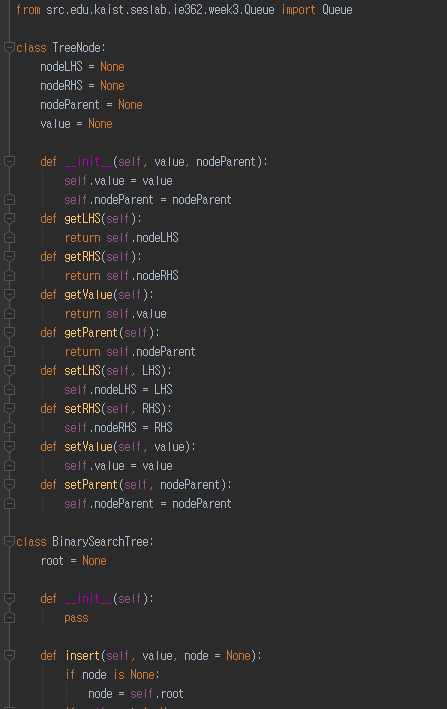 from src.edu.kaist.seslab.ie362.week3.Queue import Queue
class TreeNode:
    nodeLHS = None
    nodeRHS = None
    nodeParent = None
    value = None
    def __init__(self, value, nodeParent):
        self.value = value
        self.nodeParent = nodeParent
    def getLHS(self):
        return self.nodeLHS
    def getRHS(self):
        return self.nodeRHS
    def getValue(self):
        return self.value
    def getParent(self):
        return self.nodeParent
    def setLHS(self, LHS):
        self.nodeLHS = LHS
    def setRHS(self, RHS):
        self.nodeRHS = RHS
    def setValue(self, value):
        self.value = value
    def setParent(self, nodeParent):
        self.nodeParent = nodeParent
class BinarySearchTree:
    root = None
    def __init__(self):
        pass
    def insert(self, value, node = None):
        if node is None:
            node = self.root